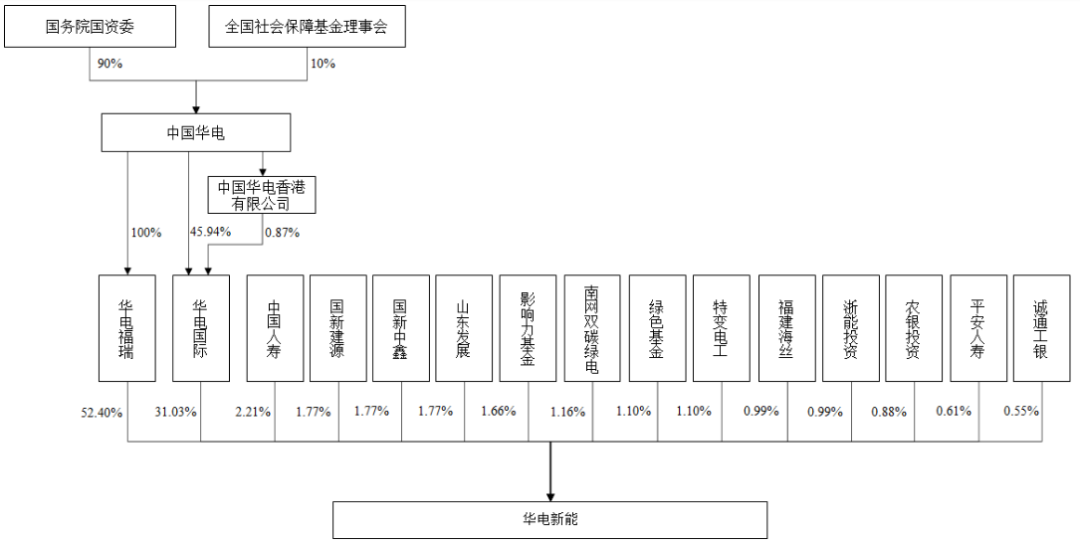 国务院国资委
全国社会保障基金理事会
90%
10%
中国华电
中国华电香港
有限公司
100%
45.94%
0.87%
华电福瑞
华电国际
中国人寿
国新建源
国新中鑫
山东发展
影响力基金
南网双碳绿电
绿色基金
特变电工
福建海丝
浙能投资
农银投资
平安人寿
诚通工银
52.40%
31.03%
2.21%
1.77%
1.77%
1.77%
1.66%
1.16%
1.10%
1.10%
0.99%
0.99%
0.88%
0.61%
0.55%
华电新能